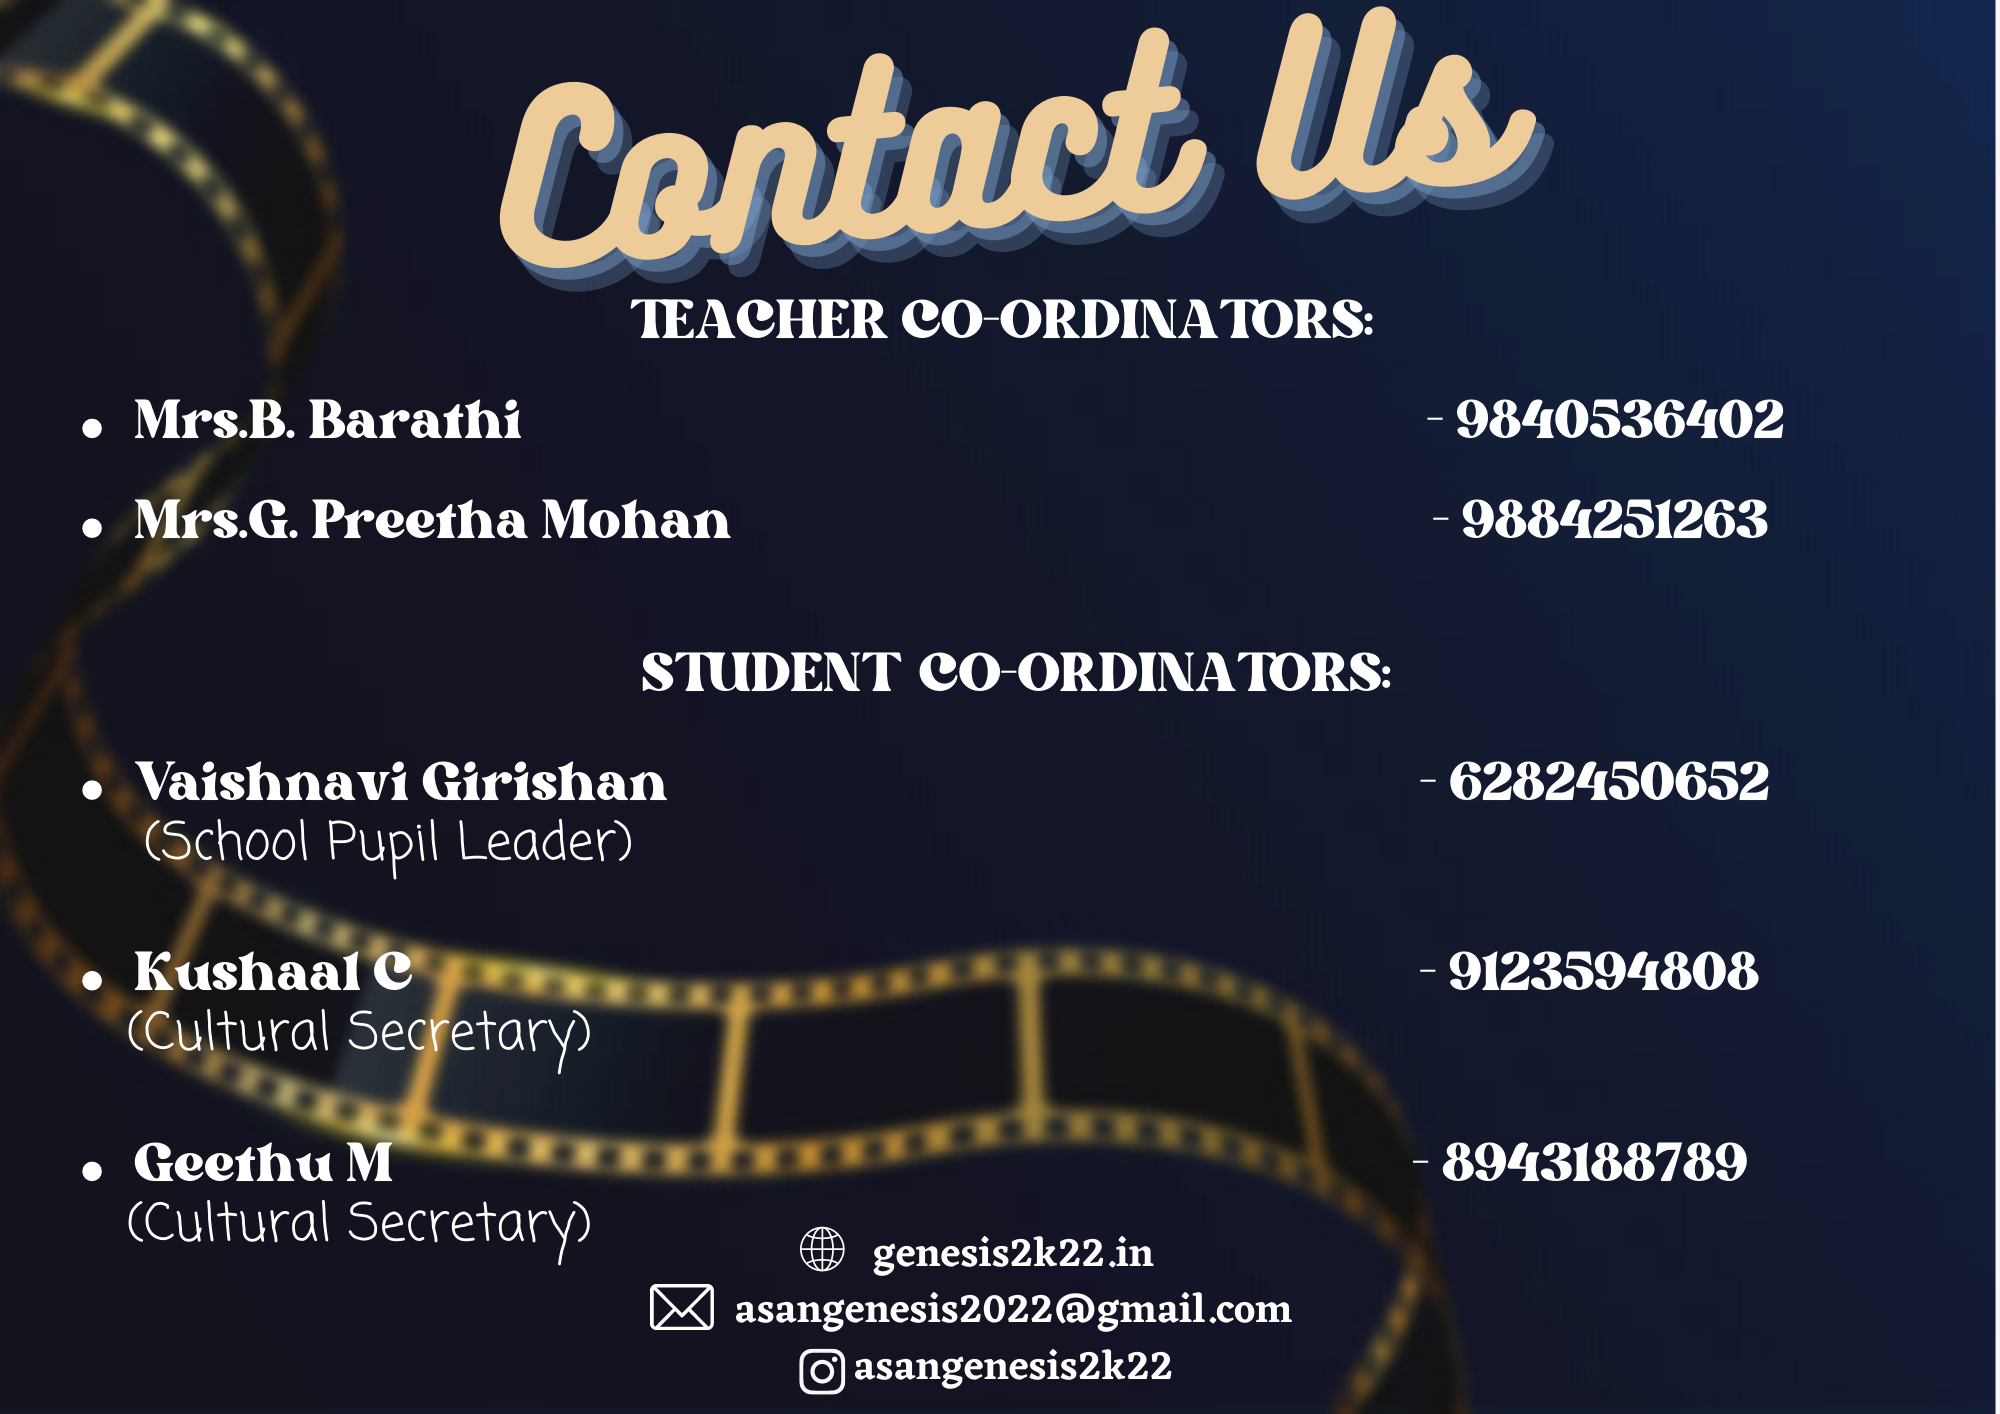 Contact Us
TEACHER CO-ORDINATORS:
• Mrs.B. Barathi - 9840536402
• Mrs.G. Preetha Mohan - 9884251263
STUDENT CO-ORDINATORS:
• Vaishnavi Girishan - 6282450652
(School Pupil Leader)
• Kushaal C - 9123594808
(Cultural Secretary)
• Geethu M - 8943188789
(Cultural Secretary)
genesis2k22.in
asangenesis2022@gmail.com
asangenesis2k22